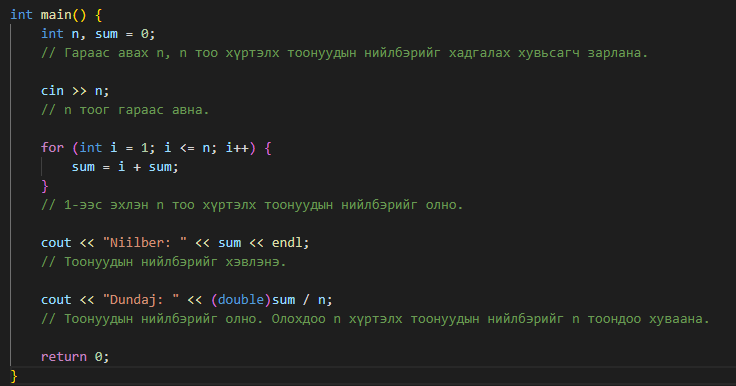 int main() {
    int n, sum = 0;
    // Гараас авах n, n тоо хүртэлх тоонуудын нийлбэрийг хадгалах хувьсагч зарлана.
    cin >> n;
    // n тоог гараас авна.
    for (int i = 1; i <= n; i++) {
        sum = i + sum;
    }
    // 1-ээс эхлэн n тоо хүртэлх тоонуудын нийлбэрийг олно.
    cout << "Niilber: " << sum << endl;
    // Тоонуудын нийлбэрийг хэвлэнэ.
    cout << "Dundaj: " << (double)sum / n;
    // Тоонуудын нийлбэрийг олно. Олохдоо n хүртэлх тоонуудын нийлбэрийг n тоондоо хуваана.
    return 0;
}